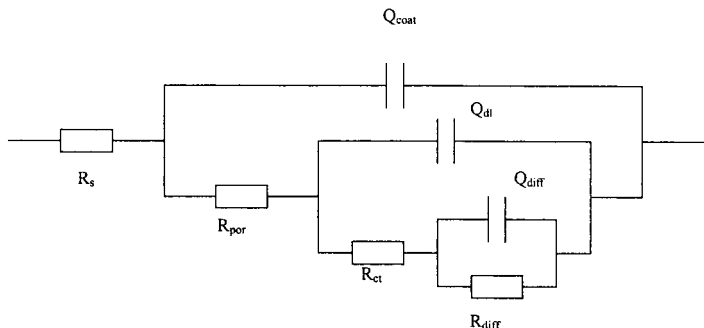 Q_coat
Q_dl
R_s
Q_diff
R_por
R_ct
R_diff